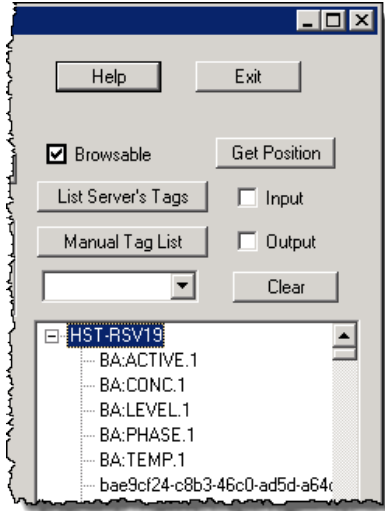 Help Exit
Browsable Get Position
List Server's Tags Input
Manual Tag List Output
Clear
HST-RSV19
BA:ACTIVE.1
BA:CONC.1
BA:LEVEL.1
BA:PHASE.1
BA:TEMP.1
bae9cf24-c8b3-46c0-ad5d-a64c